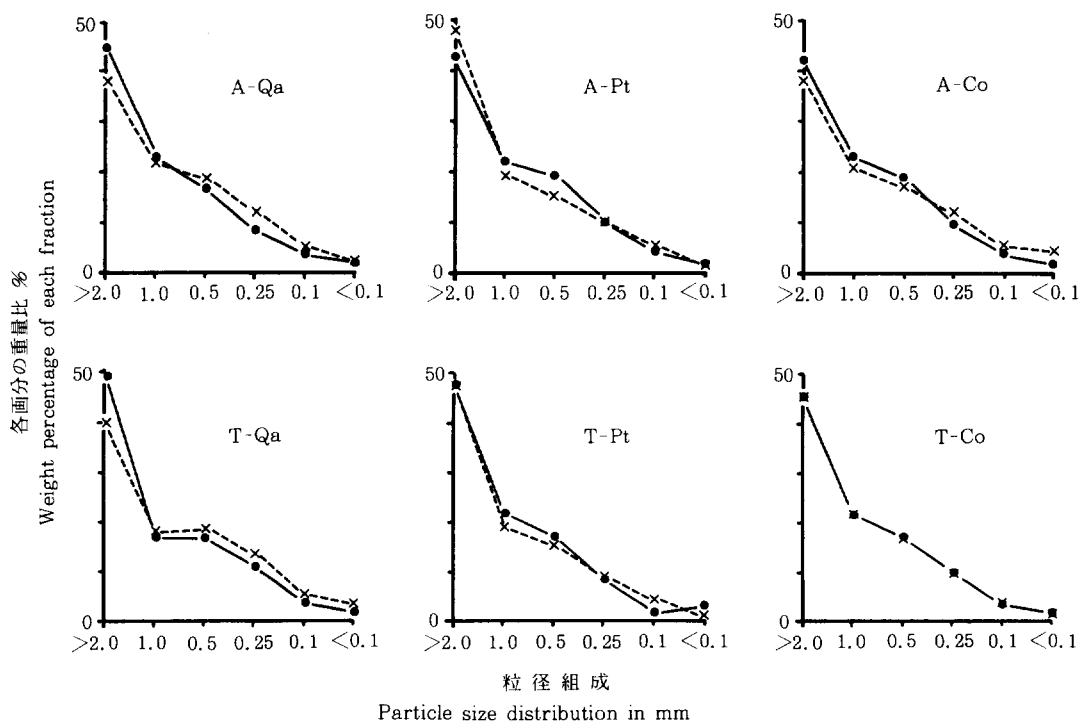 各画分の重量比 %
Weight percentage of each fraction
50
A-Qa
0
>2.0 1.0 0.5 0.25 0.1 <0.1
50
A-Pt
0
>2.0 1.0 0.5 0.25 0.1 <0.1
50
A-Co
0
>2.0 1.0 0.5 0.25 0.1 <0.1
50
T-Qa
0
>2.0 1.0 0.5 0.25 0.1 <0.1
50
T-Pt
0
>2.0 1.0 0.5 0.25 0.1 <0.1
50
T-Co
0
>2.0 1.0 0.5 0.25 0.1 <0.1
粒径組成
Particle size distribution in mm